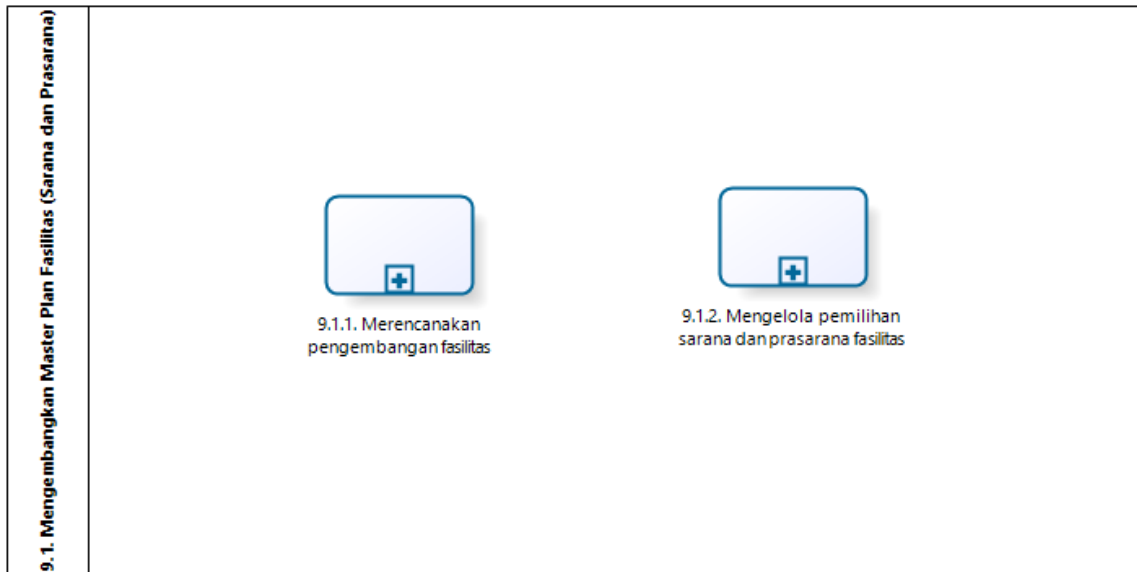 9.1. Mengembangkan Master Plan Fasilitas (Sarana dan Prasarana)
9.1.1. Merencanakan
pengembangan fasilitas
9.1.2. Mengelola pemilihan
sarana dan prasarana fasilitas